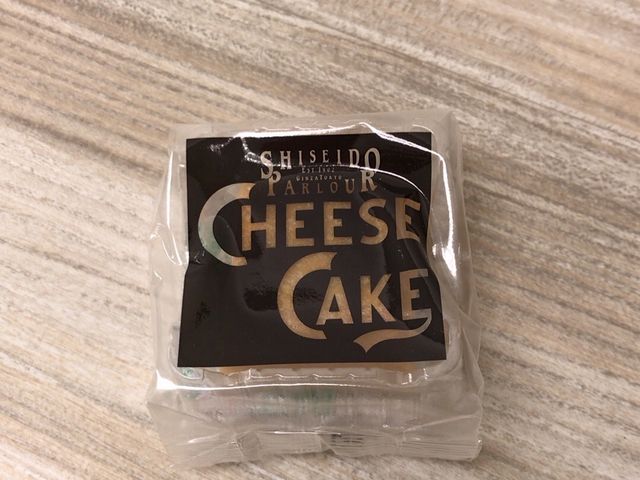 SHISEIDO
EST 1902
GINZA TOKYO
PARLOUR
CHEESE
CAKE